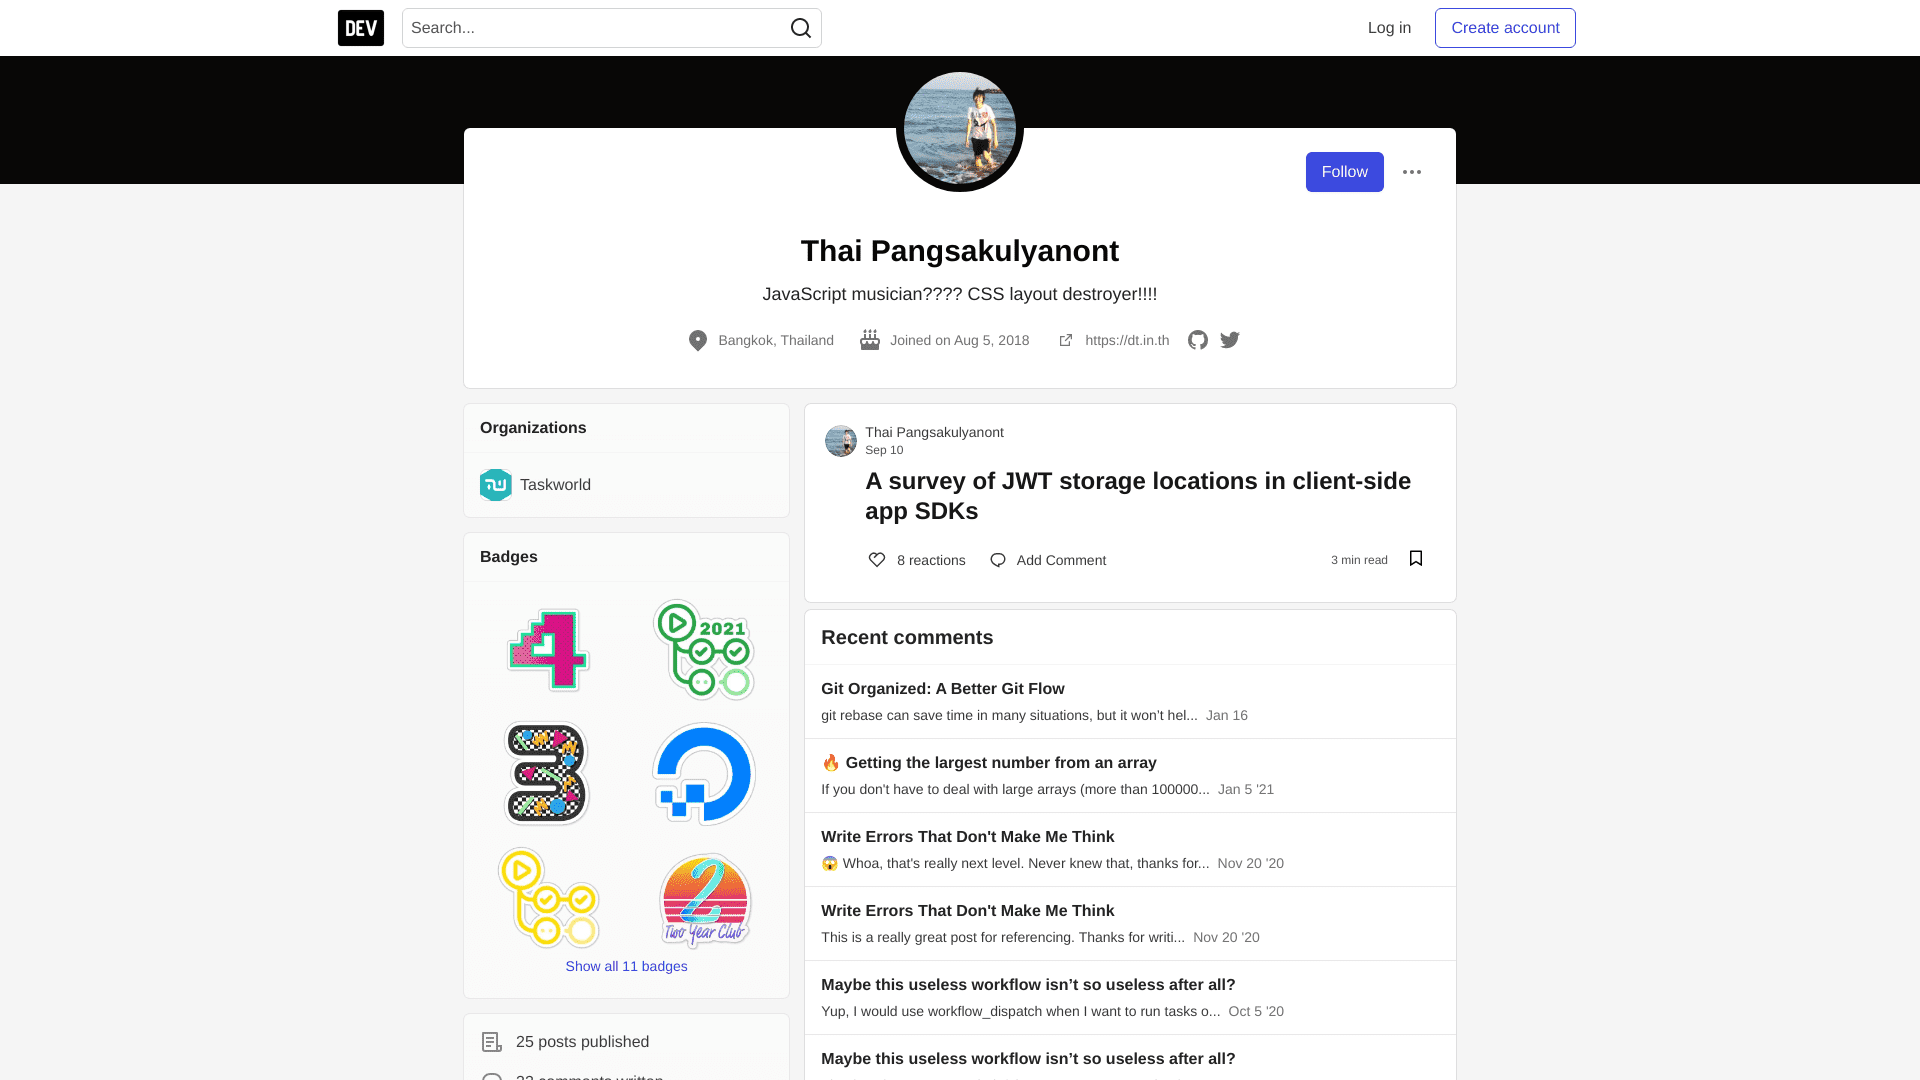 DEV
Search...
Log in
Create account
Follow
Thai Pangsakulyanont
JavaScript musician???? CSS layout destroyer!!!!
Bangkok, Thailand
Joined on Aug 5, 2018
https://dt.in.th
Organizations
Taskworld
Badges
4
2021
3
2
Two Year Club
Show all 11 badges
25 posts published
Thai Pangsakulyanont
Sep 10
A survey of JWT storage locations in client-side
app SDKs
8 reactions
Add Comment
3 min read
Recent comments
Git Organized: A Better Git Flow
git rebase can save time in many situations, but it won’t hel... Jan 16
🔥 Getting the largest number from an array
If you don't have to deal with large arrays (more than 100000... Jan 5 '21
Write Errors That Don't Make Me Think
😱 Whoa, that's really next level. Never knew that, thanks for... Nov 20 '20
Write Errors That Don't Make Me Think
This is a really great post for referencing. Thanks for writi... Nov 20 '20
Maybe this useless workflow isn’t so useless after all?
Yup, I would use workflow_dispatch when I want to run tasks o... Oct 5 '20
Maybe this useless workflow isn’t so useless after all?